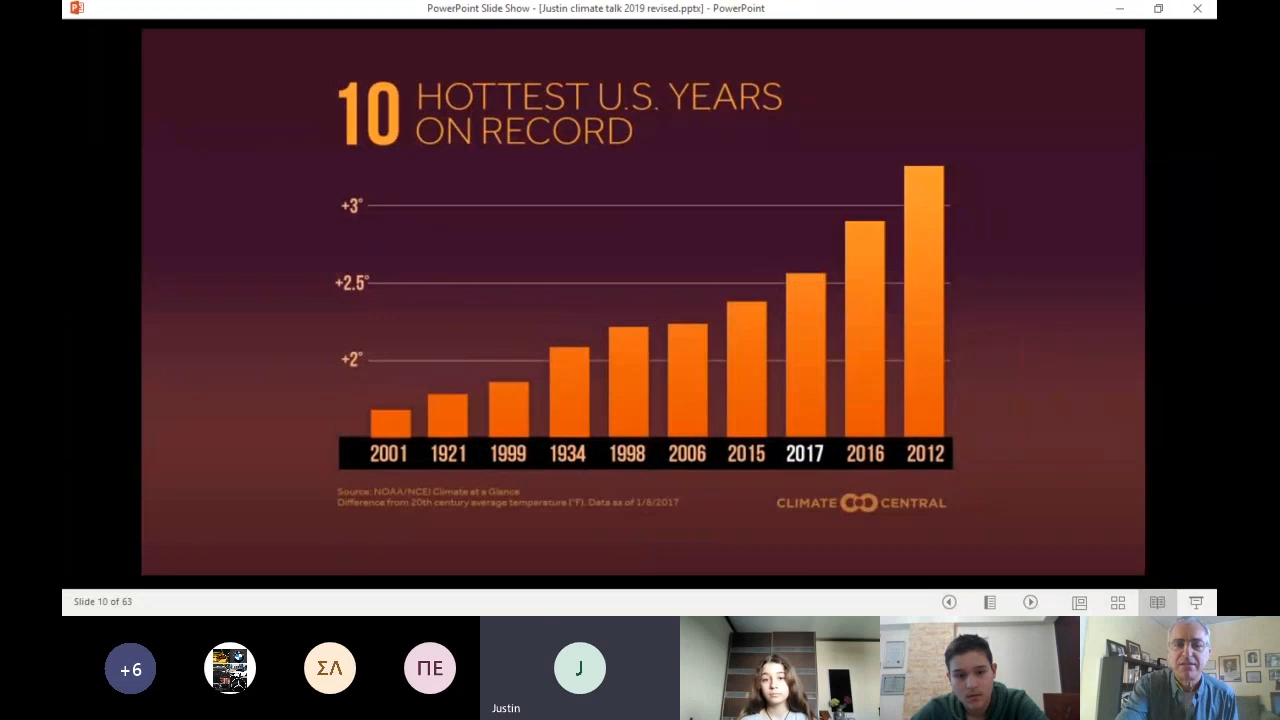 PowerPoint Slide Show - [Justin climate talk 2019 revised.pptx] - PowerPoint
10 HOTTEST U.S. YEARS
ON RECORD
+3°
+2.5°
+2°
2001 1921 1999 1934 1998 2006 2015 2017 2016 2012
Source: NOAA/NCEI Climate at a Glance
Difference from 20th century average temperature (°F). Data as of 1/8/2017
CLIMATE CENTRAL
Slide 10 of 63
+6
ΣΛ
ΠΕ
J
Justin